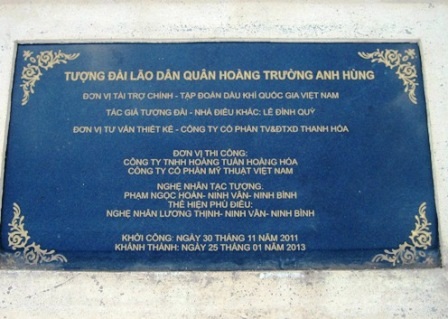 TƯỢNG ĐÀI LÃO DÂN QUÂN HOẰNG TRƯỜNG ANH HÙNG
ĐƠN VỊ TÀI TRỢ CHÍNH - TẬP ĐOÀN DẦU KHÍ QUỐC GIA VIỆT NAM
TÁC GIẢ TƯỢNG ĐÀI - NHÀ ĐIÊU KHẮC: LÊ ĐÌNH QUỲ
ĐƠN VỊ TƯ VẤN THIẾT KẾ - CÔNG TY CỔ PHẦN TV&ĐTXD THANH HÓA
ĐƠN VỊ THI CÔNG:
CÔNG TY TNHH HOÀNG TUẤN HOẰNG HÓA
CÔNG TY CỔ PHẦN MỸ THUẬT VIỆT NAM
NGHỆ NHÂN TẠC TƯỢNG:
PHẠM NGỌC HOÀN- NINH VÂN- NINH BÌNH
THỂ HIỆN PHÙ ĐIÊU:
NGHỆ NHÂN LƯƠNG THỊNH- NINH VÂN- NINH BÌNH
KHỞI CÔNG: NGÀY 30 THÁNG 11 NĂM 2011
KHÁNH THÀNH: NGÀY 25 THÁNG 01 NĂM 2013